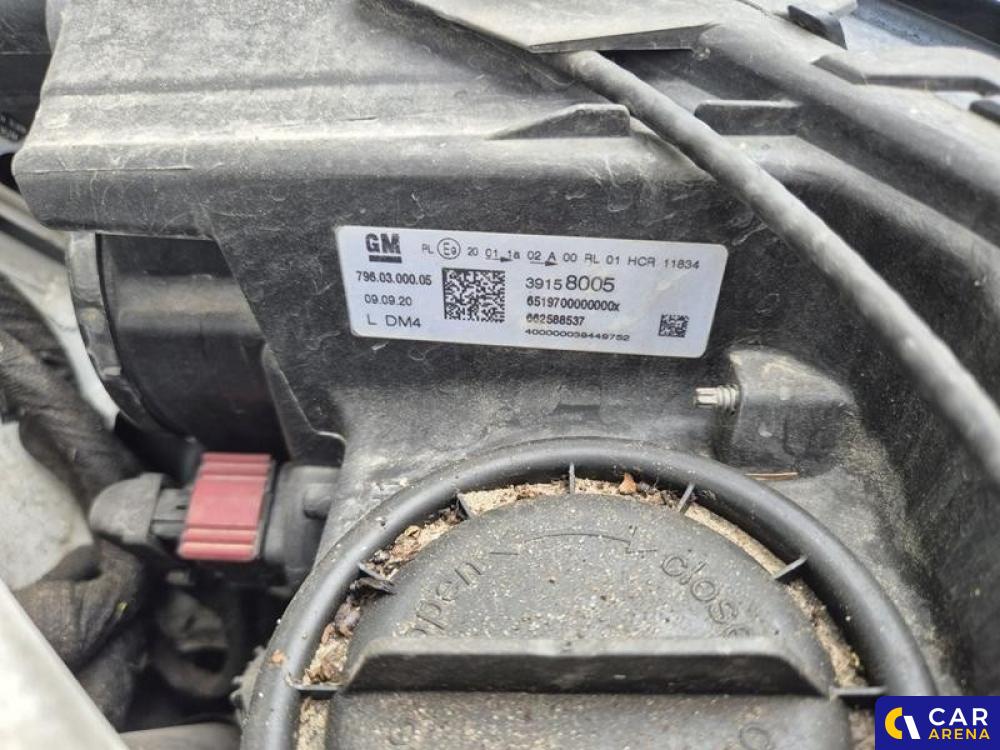 GM
RL E9 20 01 1a 02 A 00 RL 01 HCR 11834
796.03.000.05
39158005
09.09.20
6519700000000x
L DM4
662588537
400000039449752
open
close
CAR
ARENA